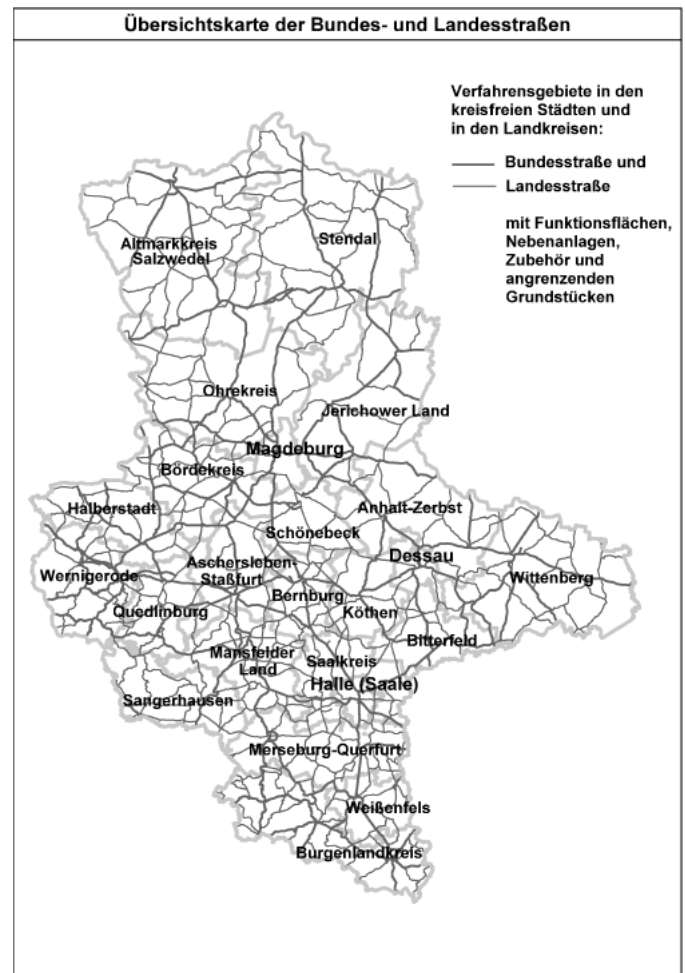 Übersichtskarte der Bundes- und Landesstraßen
Verfahrensgebiete in den
kreisfreien Städten und
in den Landkreisen:
Bundesstraße und
Landesstraße
mit Funktionsflächen,
Nebenanlagen,
Zubehör und
angrenzenden
Grundstücken
Altmarkkreis
Salzwedel
Stendal
Ohrekreis
Jerichower Land
Magdeburg
Bördekreis
Halberstadt
Anhalt-Zerbst
Schönebeck
Dessau
Aschersleben-
Staßfurt
Wernigerode
Wittenberg
Bernburg
Quedlinburg
Köthen
Bitterfeld
Mansfelder
Land
Saalkreis
Halle (Saale)
Sangerhausen
Merseburg-Querfurt
Weißenfels
Burgenlandkreis